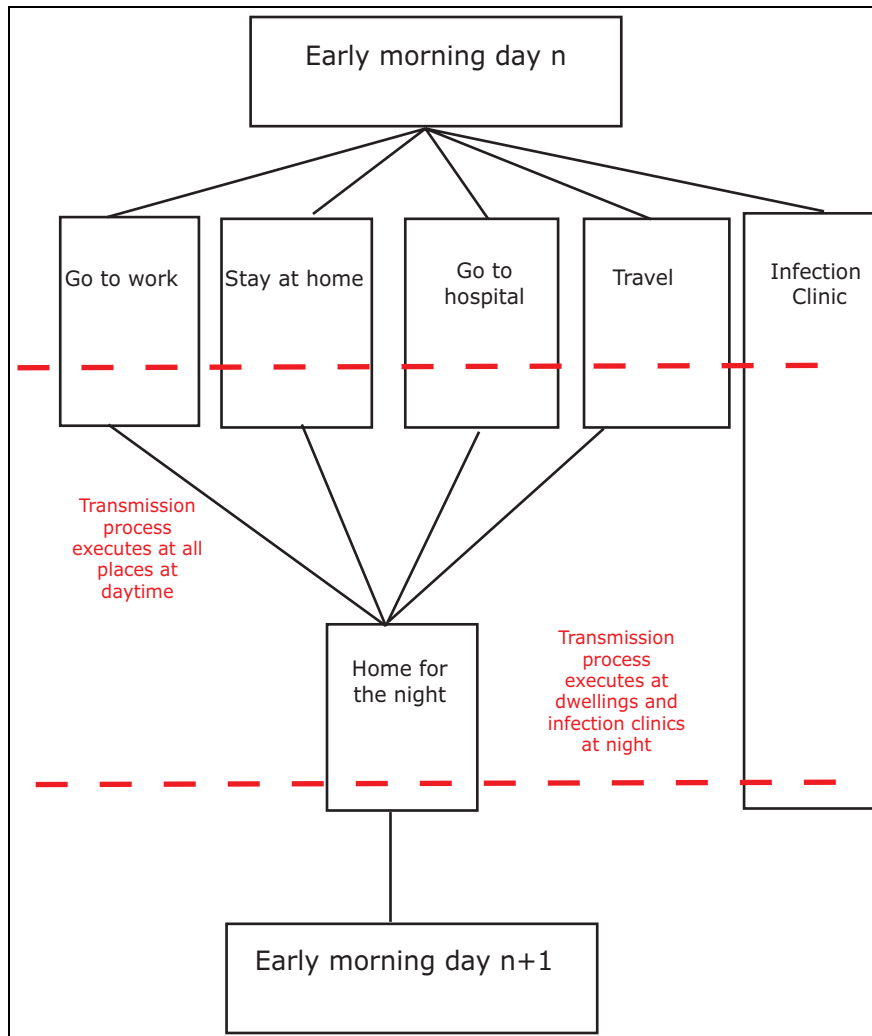 Early morning day n
Go to work
Stay at home
Go to
hospital
Travel
Infection
Clinic
Transmission
process
executes at all
places at
daytime
Home for
the night
Transmission
process
executes at
dwellings and
infection clinics
at night
Early morning day n+1